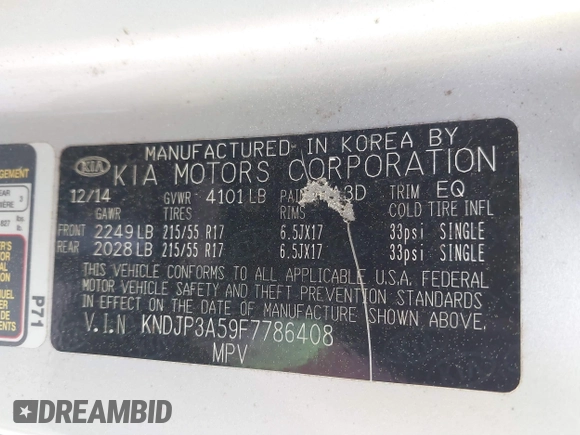 MANUFACTURED IN KOREA BY
KIA KIA MOTORS CORPORATION
12/14 GVWR 4101 LB 3D TRIM EQ
GAWR TIRES RIMS COLD TIRE INFL
FRONT 2249 LB 215/55 R17 6.5JX17 33psi SINGLE
REAR 2028 LB 215/55 R17 6.5JX17 33psi SINGLE
THIS VEHICLE CONFORMS TO ALL APPLICABLE U.S.A. FEDERAL
MOTOR VEHICLE SAFETY AND THEFT PREVENTION STANDARDS
IN EFFECT ON THE DATE OF MANUFACTURE SHOWN ABOVE.
V.I.N KNDJP3A59F7786408
MPV
P71
DREAMBID